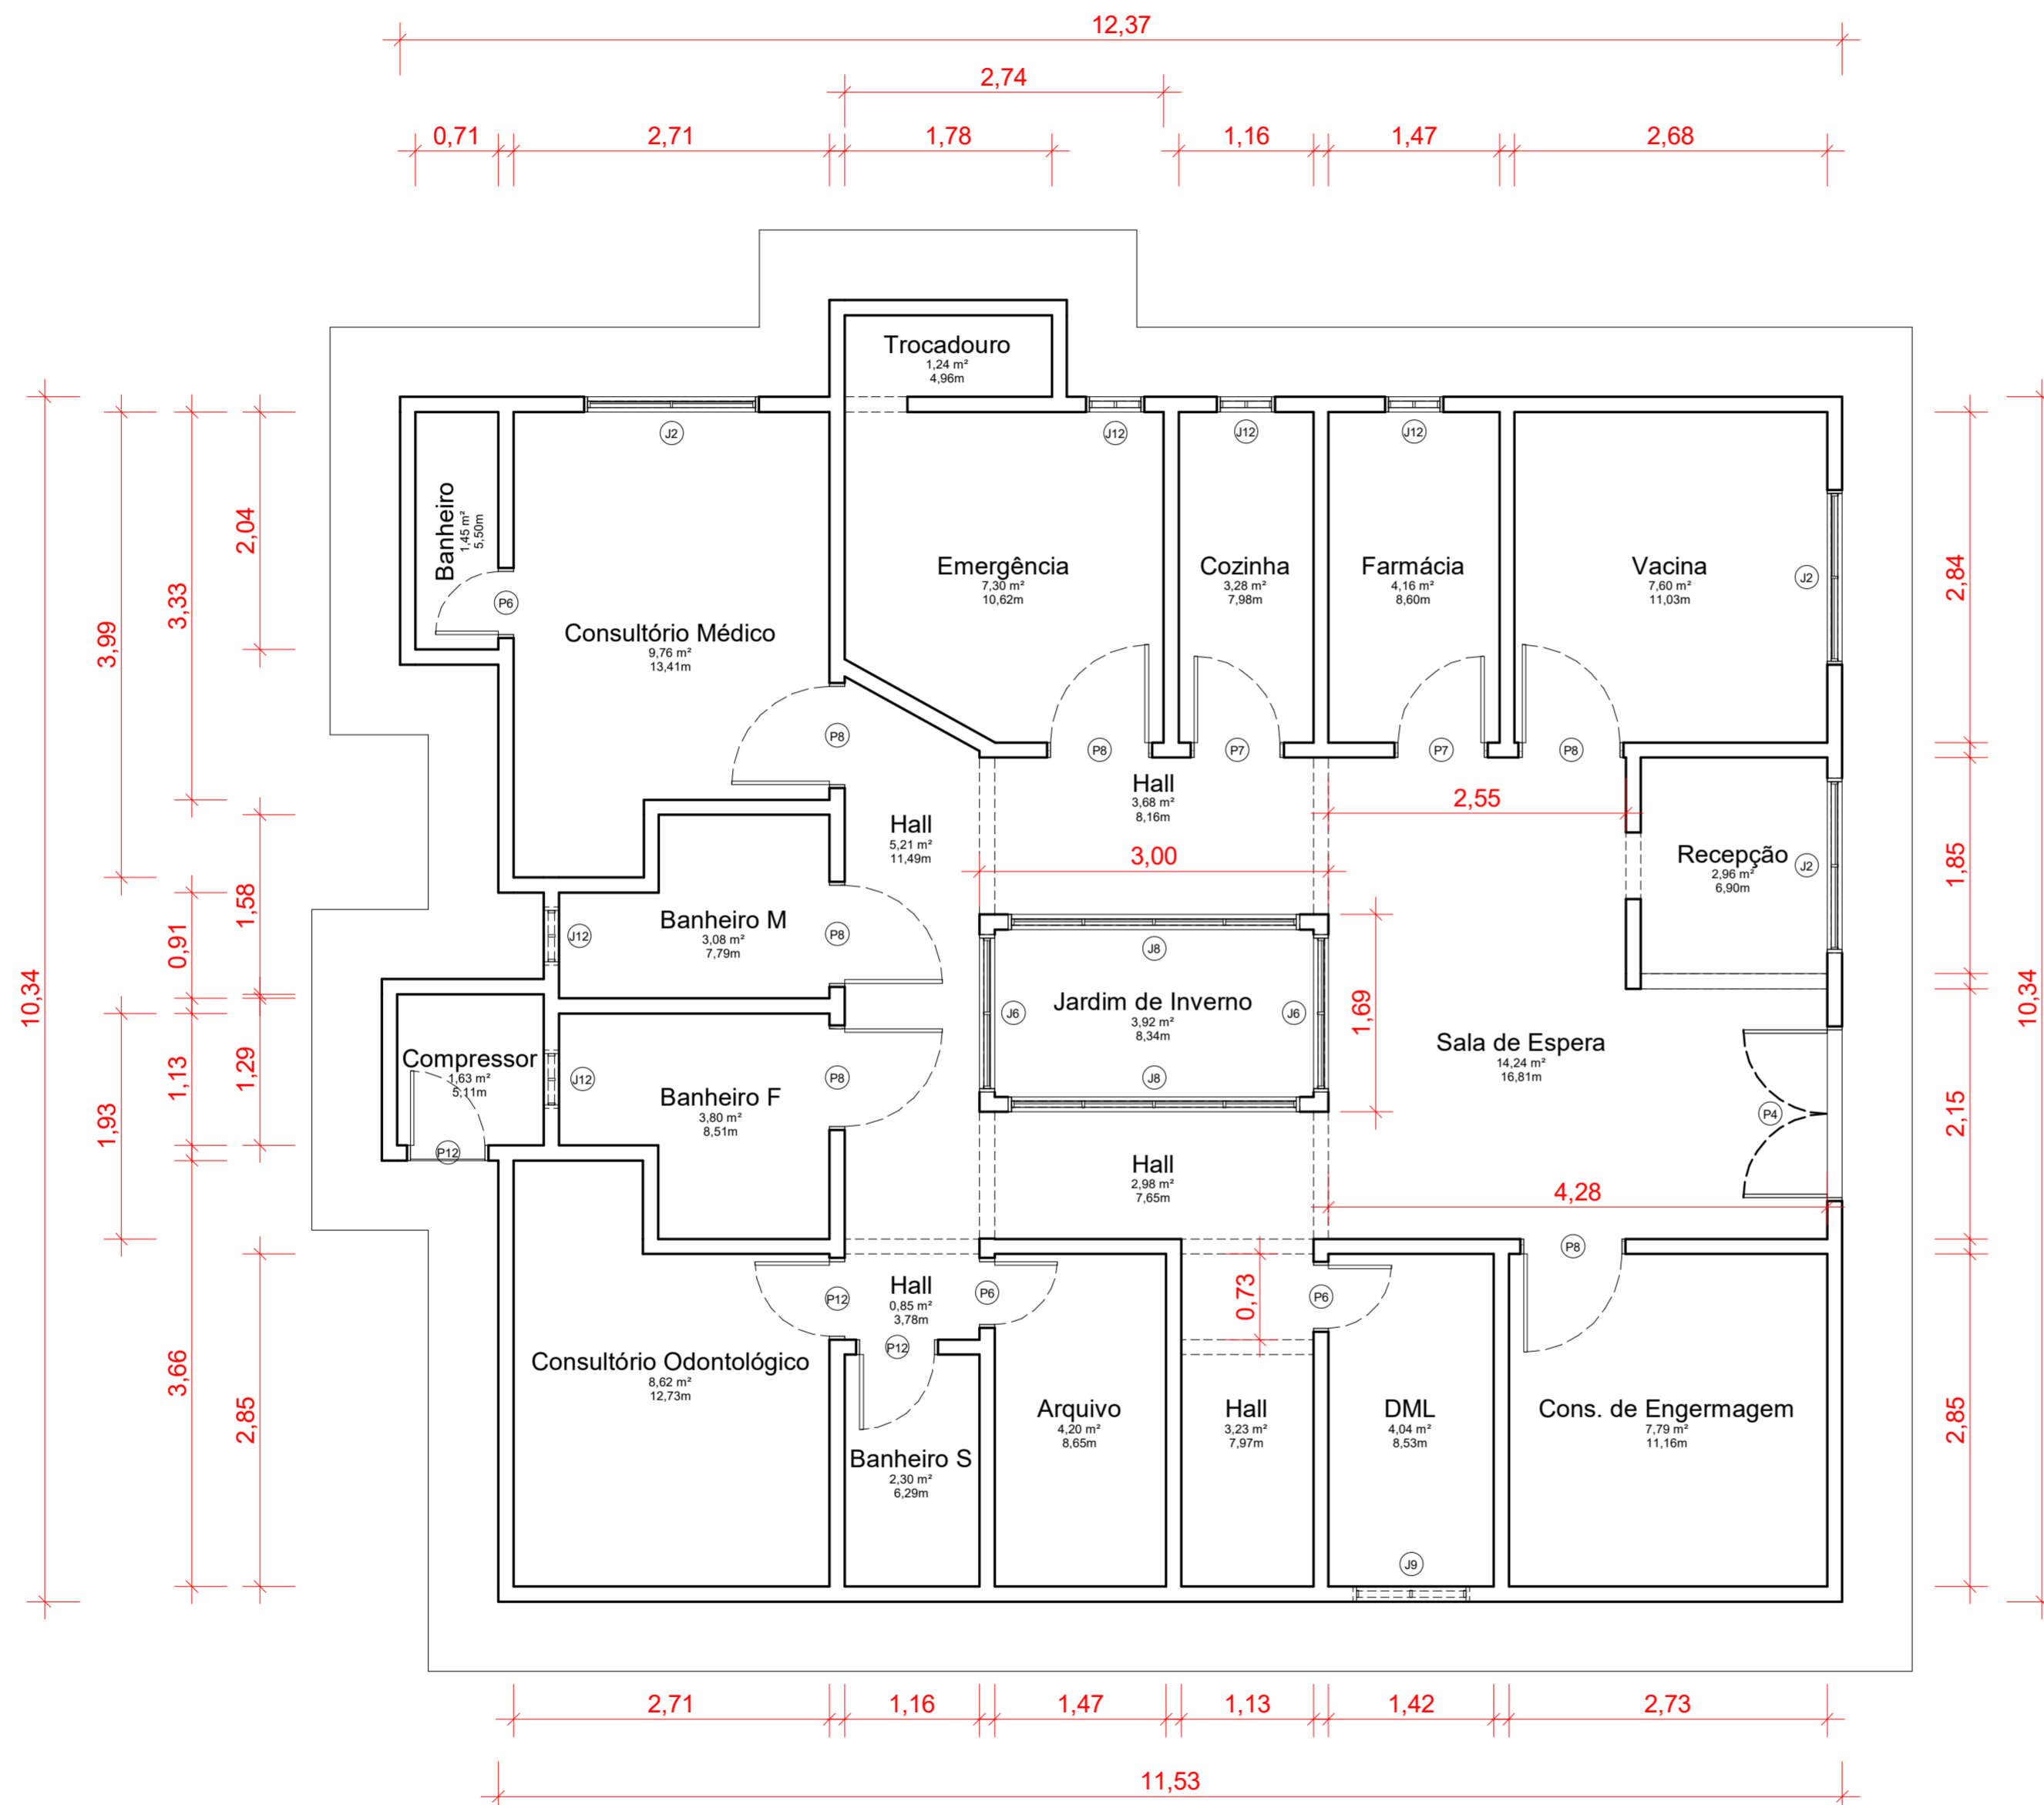 12,37
2,74
0,71
2,71
1,78
1,16
1,47
2,68
Trocadouro
1,24 m²
4,96m
J2
J12
J12
J12
Banheiro
1,45 m²
5,50m
P6
Consultório Médico
9,76 m²
13,41m
Emergência
7,30 m²
10,62m
Cozinha
3,28 m²
7,98m
Farmácia
4,16 m²
8,60m
Vacina
7,60 m²
11,03m
J2
2,04
3,33
3,99
2,84
P8
P8
P7
P7
P8
Hall
3,68 m²
8,16m
2,55
Hall
5,21 m²
11,49m
3,00
Recepção
2,96 m²
6,90m
J2
1,85
1,58
0,91
Banheiro M
3,08 m²
7,79m
J12
P8
J8
10,34
Jardim de Inverno
3,92 m²
8,34m
J6
J6
J8
1,69
10,34
Sala de Espera
14,24 m²
16,81m
Compressor
1,63 m²
5,11m
P12
J12
Banheiro F
3,80 m²
8,51m
P8
P4
1,93
1,13
1,29
2,15
Hall
2,98 m²
7,65m
4,28
P8
P12
Hall
0,85 m²
3,78m
P6
0,73
P6
P12
3,66
2,85
Consultório Odontológico
8,62 m²
12,73m
Banheiro S
2,30 m²
6,29m
Arquivo
4,20 m²
8,65m
Hall
3,23 m²
7,97m
DML
4,04 m²
8,53m
Cons. de Engermagem
7,79 m²
11,16m
2,85
J9
2,71
1,16
1,47
1,13
1,42
2,73
11,53